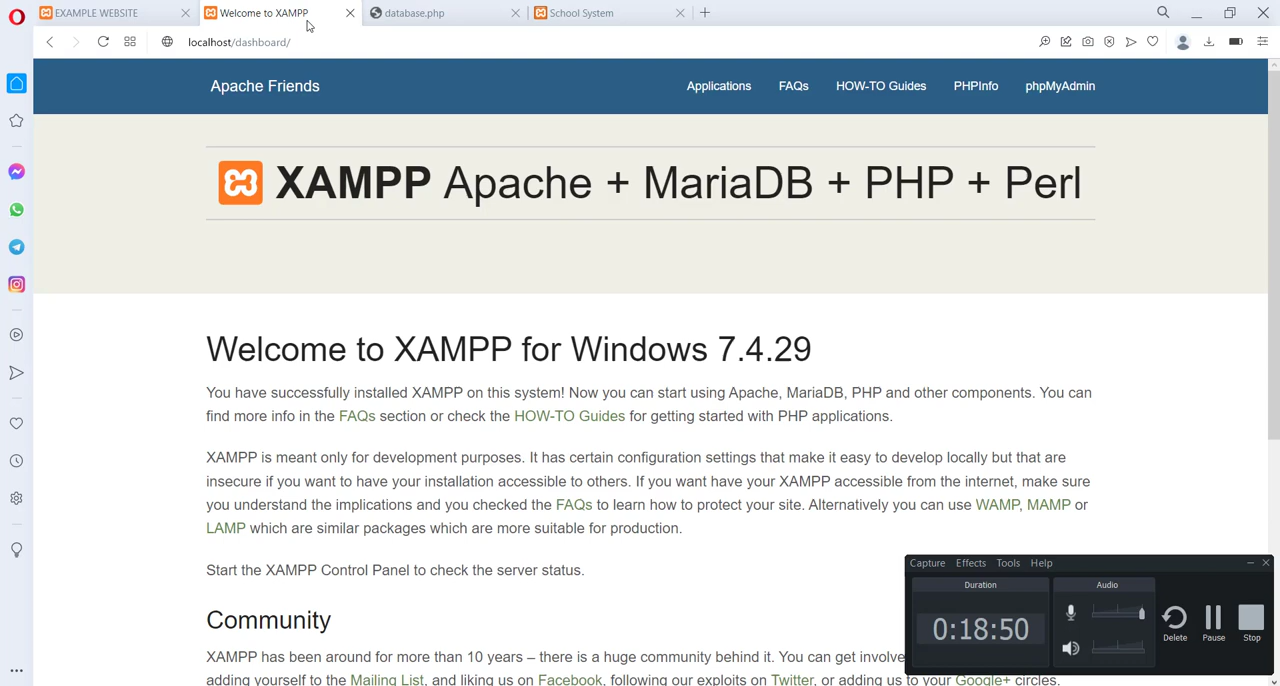 EXAMPLE WEBSITE
Welcome to XAMPP
database.php
School System
localhost/dashboard/
Apache Friends
Applications
FAQs
HOW-TO Guides
PHPInfo
phpMyAdmin
XAMPP Apache + MariaDB + PHP + Perl
Welcome to XAMPP for Windows 7.4.29
You have successfully installed XAMPP on this system! Now you can start using Apache, MariaDB, PHP and other components. You can
find more info in the FAQs section or check the HOW-TO Guides for getting started with PHP applications.
XAMPP is meant only for development purposes. It has certain configuration settings that make it easy to develop locally but that are
insecure if you want to have your installation accessible to others. If you want have your XAMPP accessible from the internet, make sure
you understand the implications and you checked the FAQs to learn how to protect your site. Alternatively you can use WAMP, MAMP or
LAMP which are similar packages which are more suitable for production.
Start the XAMPP Control Panel to check the server status.
Community
XAMPP has been around for more than 10 years – there is a huge community behind it. You can get involve
adding yourself to the Mailing List, and liking us on Facebook, following our exploits on Twitter, or adding us to your Google+ circles.
Capture Effects Tools Help
Duration
Audio
0:18:50
Delete
Pause
Stop